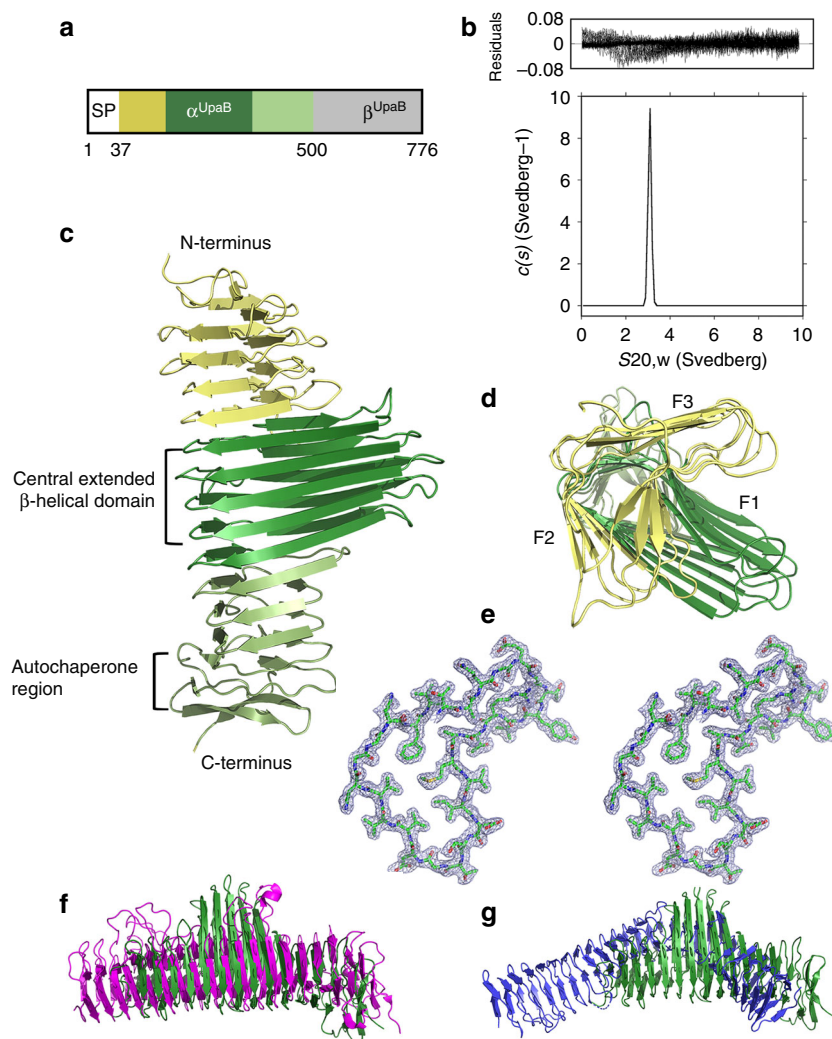 a
SP
αUpaB
βUpaB
1 37 500 776
b
Residuals
0.08
0
−0.08
c(s) (Svedberg−1)
10
8
6
4
2
0
0 2 4 6 8 10
S20,w (Svedberg)
c
N-terminus
Central extended
β-helical domain
Autochaperone
region
C-terminus
d
F3
F1
F2
e
f
g